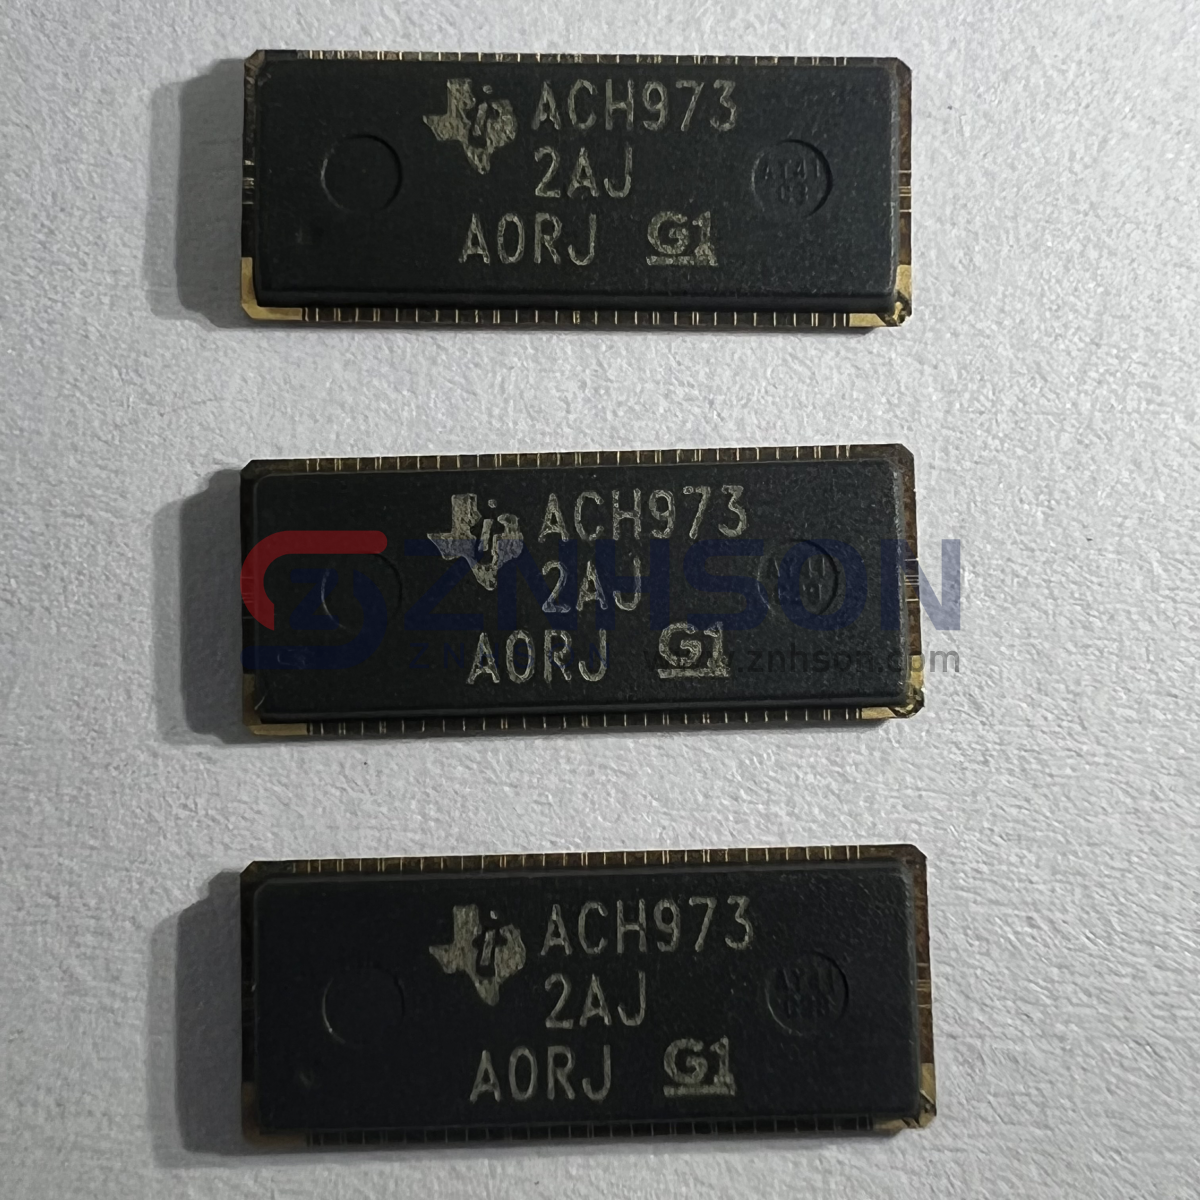 ACH973
2AJ
A0RJ G1
ACH973
2AJ
A0RJ G1
ZNHSON
www.znhson.com
ACH973
2AJ
A0RJ G1